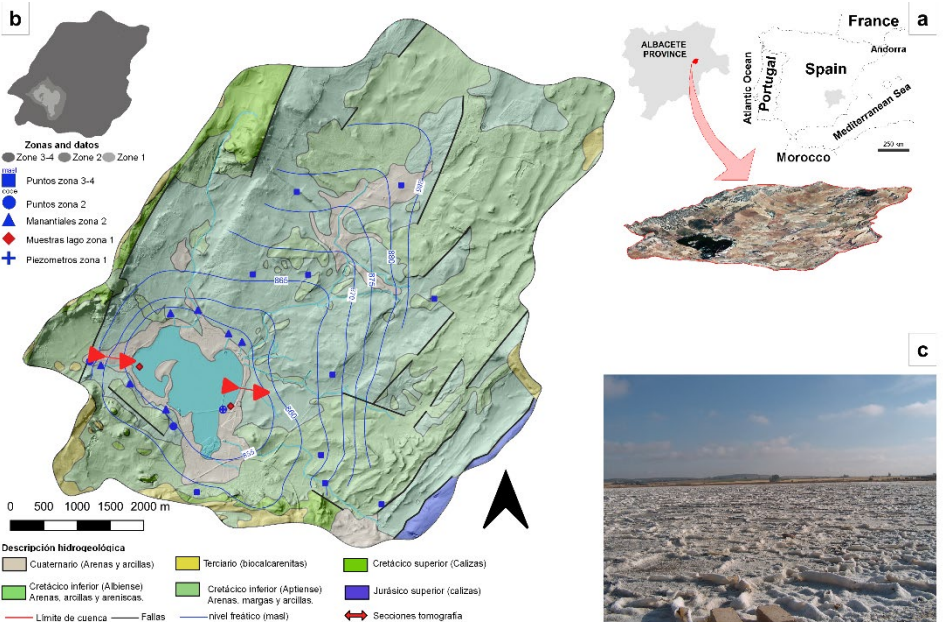 b
Zonas and datos
Zone 3-4
Zone 2
Zone 1
masl
Puntos zona 3-4
code
Puntos zona 2
Manantiales zona 2
Muestras lago zona 1
Piezometros zona 1
865
870
875
880
885
860
855
0 500 1000 1500 2000 m
Descripción hidrogeológica
Cuaternario (Arenas y arcillas)
Terciario (biocalcarenitas)
Cretácico superior (Calizas)
Cretácico inferior (Albiense)
Arenas, arcillas y areniscas.
Cretácico inferior (Aptiense)
Arenas, margas y arcillas.
Jurásico superior (calizas)
Límite de cuenca
Fallas
nivel freático (masl)
Secciones tomografía
a
ALBACETE
PROVINCE
France
Andorra
Spain
Portugal
Atlantic Ocean
Mediterranean Sea
Morocco
250 km
c